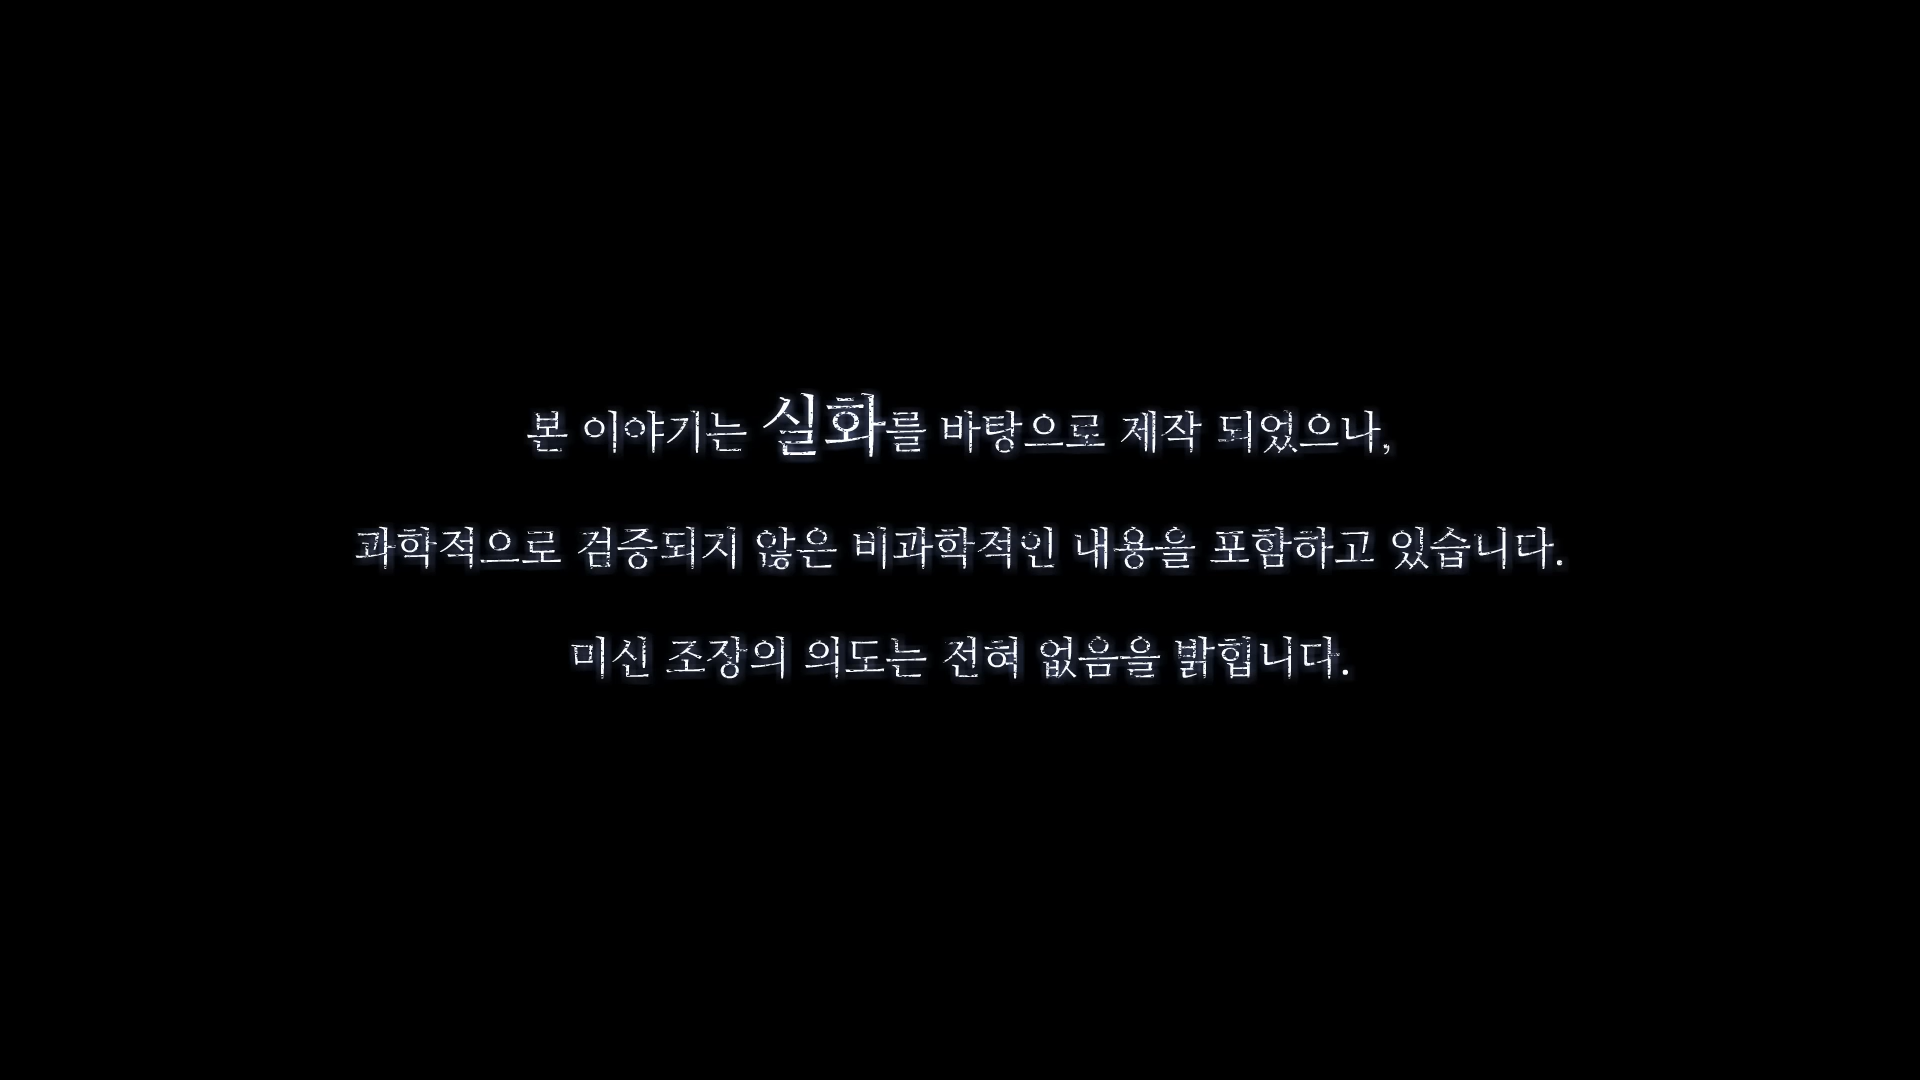 본 이야기는 실화를 바탕으로 제작 되었으나,
과학적으로 검증되지 않은 비과학적인 내용을 포함하고 있습니다.
미신 조장의 의도는 전혀 없음을 밝힙니다.